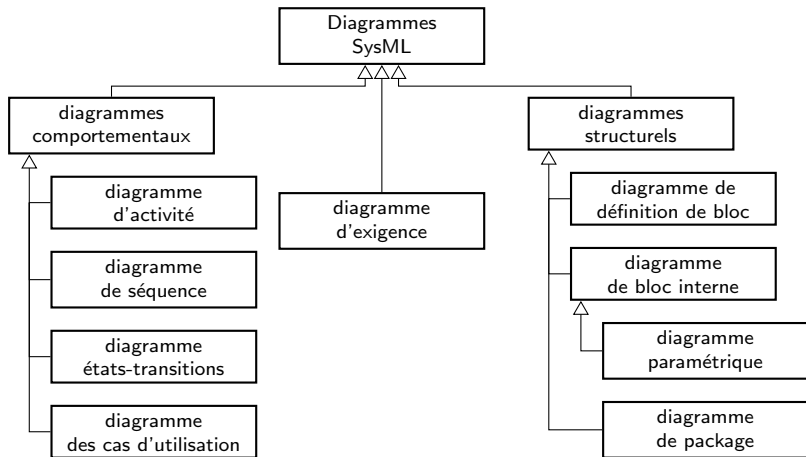 Diagrammes
SysML
diagrammes
comportementaux
diagramme
d'activité
diagramme
de séquence
diagramme
états-transitions
diagramme
des cas d'utilisation
diagramme
d'exigence
diagrammes
structurels
diagramme de
définition de bloc
diagramme
de bloc interne
diagramme
paramétrique
diagramme
de package